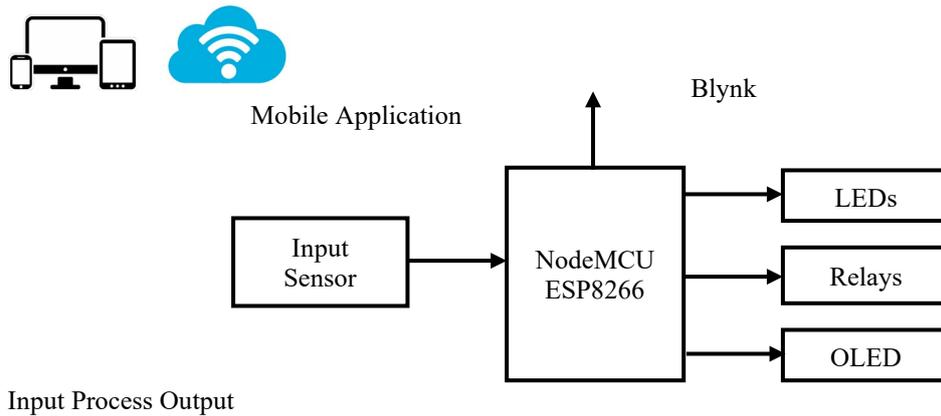 Blynk
Mobile Application
LEDs
Input
Sensor
NodeMCU
ESP8266
Relays
OLED
Input Process Output